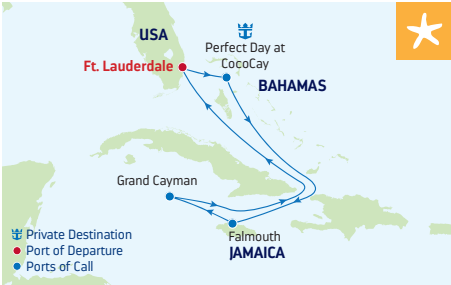 USA
Perfect Day at
CocoCay
Ft. Lauderdale
BAHAMAS
Grand Cayman
Falmouth
JAMAICA
Private Destination
Port of Departure
Ports of Call